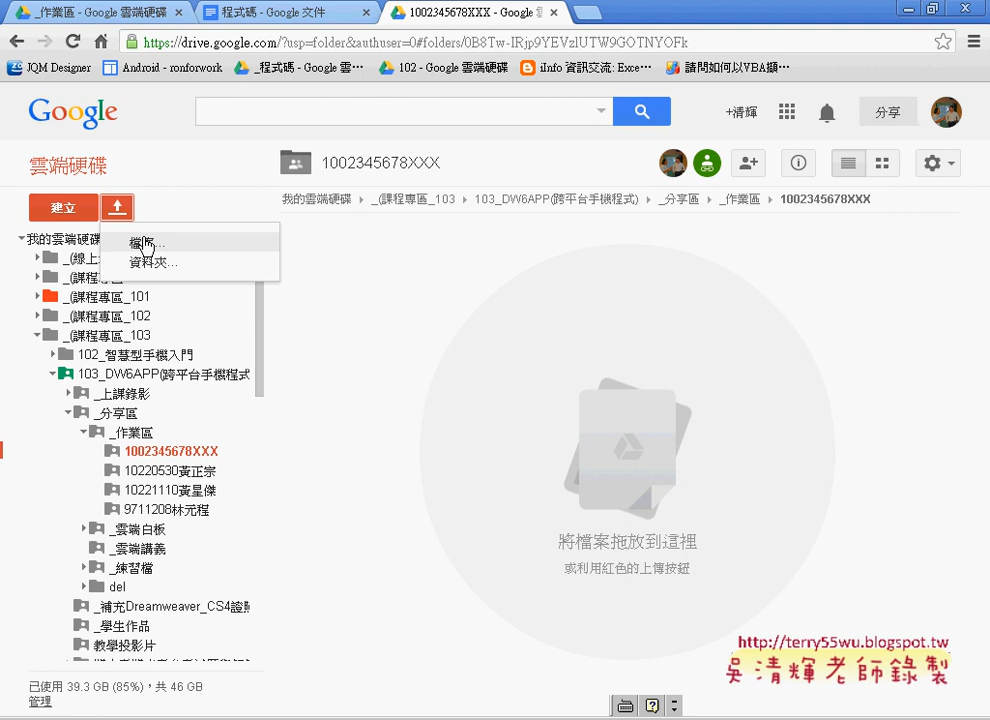 _作業區 - Google 雲端硬碟
程式碼 - Google 文件
1002345678XXX - Google 雲
https://drive.google.com/?usp=folder&authuser=0#folders/0B8Tw-IRjp9YEVzlUTW9GOTNYOFk
JQM Designer
Android - ronforwork
_程式碼 - Google 雲…
102 - Google 雲端硬碟
iInfo 資訊交流: Exce…
請問如何以VBA擷…
Google
+清輝
分享
雲端硬碟
1002345678XXX
建立
我的雲端硬碟 ▸ _(課程專區_103 ▸ 103_DW6APP(跨平台手機程式) ▸ _分享區 ▸ _作業區 ▸ 1002345678XXX
檔案...
資料夾...
我的雲端硬碟
_(線上
_(課程專區
_(課程專區_101
_(課程專區_102
_(課程專區_103
102_智慧型手機入門
103_DW6APP(跨平台手機程式
_上課錄影
_分享區
_作業區
1002345678XXX
10220530黃正宗
10221110黃星傑
9711208林元程
_雲端白板
_雲端講義
_練習檔
del
_補充Dreamweaver_CS4證照
_學生作品
教學投影片
將檔案拖放到這裡
或利用紅色的上傳按鈕
已使用 39.3 GB (85%)，共 46 GB
管理
http://terry55wu.blogspot.tw
吳清輝老師錄製